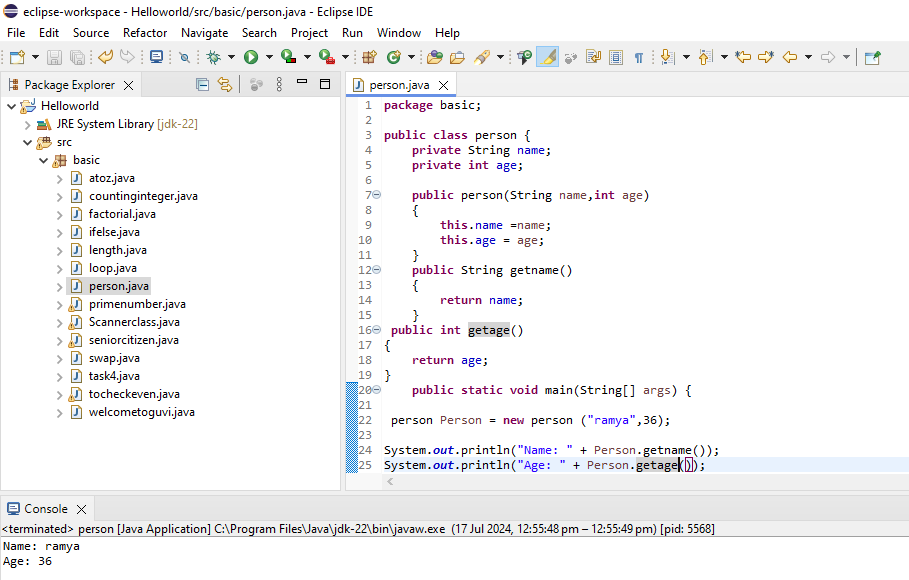 eclipse-workspace - Helloworld/src/basic/person.java - Eclipse IDE
File Edit Source Refactor Navigate Search Project Run Window Help
Package Explorer
Helloworld
JRE System Library [jdk-22]
src
basic
atoz.java
countinginteger.java
factorial.java
ifelse.java
length.java
loop.java
person.java
primenumber.java
Scannerclass.java
seniorcitizen.java
swap.java
task4.java
tocheckeven.java
welcometoguvi.java
person.java
1 package basic;
2
3 public class person {
4     private String name;
5     private int age;
6
7     public person(String name,int age)
8     {
9         this.name =name;
10         this.age = age;
11     }
12     public String getname()
13     {
14         return name;
15     }
16  public int getage()
17 {
18     return age;
19 }
20     public static void main(String[] args) {
21
22  person Person = new person ("ramya",36);
23
24 System.out.println("Name: " + Person.getname());
25 System.out.println("Age: " + Person.getage());
Console
<terminated> person [Java Application] C:\Program Files\Java\jdk-22\bin\javaw.exe (17 Jul 2024, 12:55:48 pm – 12:55:49 pm) [pid: 5568]
Name: ramya
Age: 36